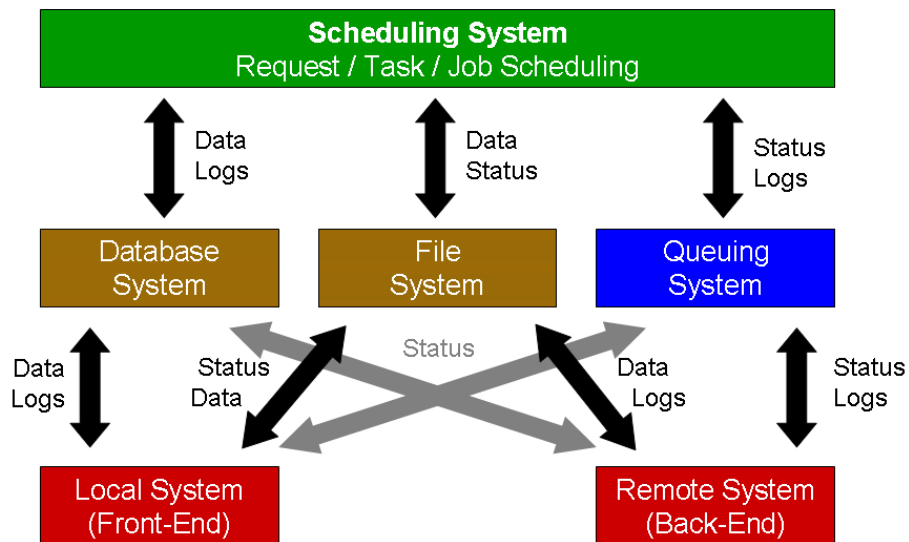 Scheduling System
Request / Task / Job Scheduling
Data
Logs
Data
Status
Status
Logs
Database
System
File
System
Queuing
System
Data
Logs
Status
Data
Status
Data
Logs
Status
Logs
Local System
(Front-End)
Remote System
(Back-End)